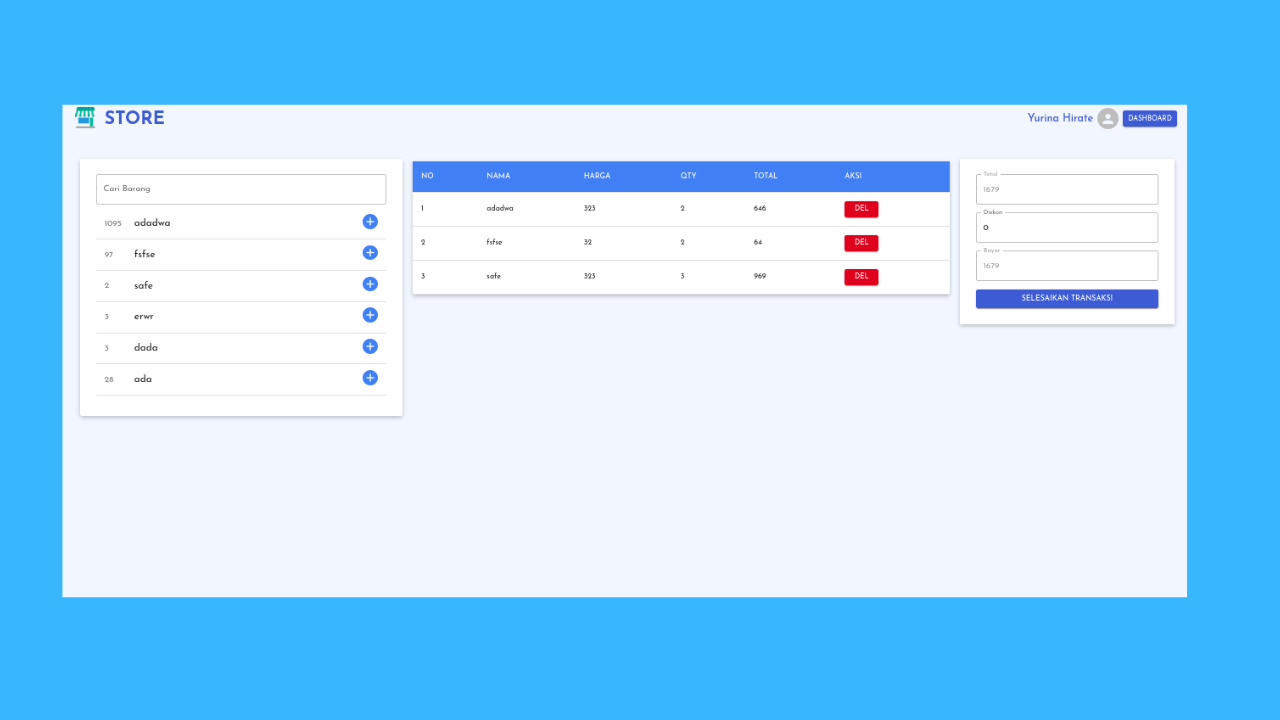 STORE
Yurina Hirate DASHBOARD
Cari Barang
1095 adadwa
97 fsfse
2 safe
3 erwr
3 dada
28 ada
NO NAMA HARGA QTY TOTAL AKSI
1 adadwa 323 2 646 DEL
2 fsfse 32 2 64 DEL
3 safe 323 3 969 DEL
Total
1679
Diskon
0
Bayar
1679
SELESAIKAN TRANSAKSI